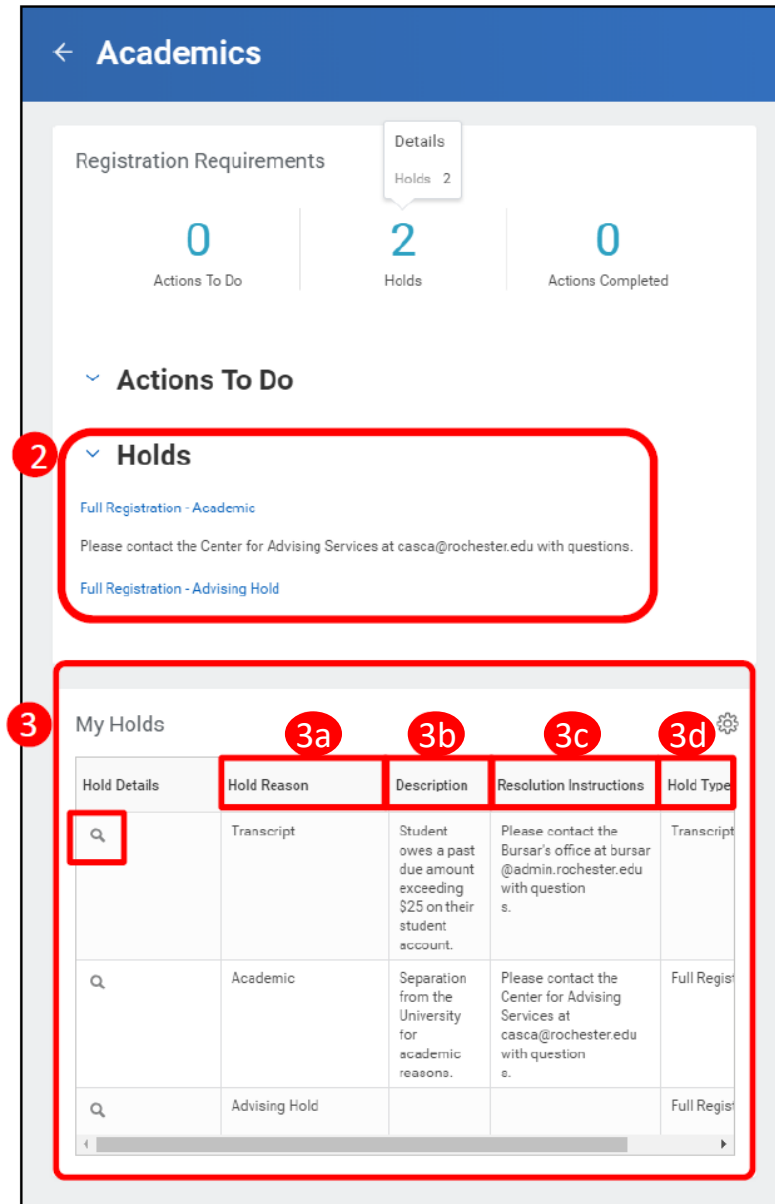 ← Academics
Details
Registration Requirements
Holds 2
0
2
0
Actions To Do
Holds
Actions Completed
Actions To Do
2
Holds
Full Registration - Academic
Please contact the Center for Advising Services at casca@rochester.edu with questions.
Full Registration - Advising Hold
3
My Holds
3a
3b
3c
3d
Hold Details
Hold Reason
Description
Resolution Instructions
Hold Type
Transcript
Student
owes a past
due amount
exceeding
$25 on their
student
account.
Please contact the
Bursar's office at bursar
@admin.rochester.edu
with question
s.
Transcript
Academic
Separation
from the
University
for
academic
reasons.
Please contact the
Center for Advising
Services at
casca@rochester.edu
with question
s.
Full Regist
Advising Hold
Full Regist